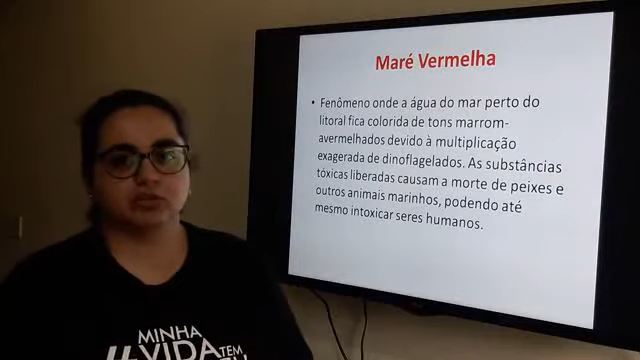 Maré Vermelha
• Fenômeno onde a água do mar perto do
litoral fica colorida de tons marrom-
avermelhados devido à multiplicação
exagerada de dinoflagelados. As substâncias
tóxicas liberadas causam a morte de peixes e
outros animais marinhos, podendo até
mesmo intoxicar seres humanos.
MINHA
#VIDA TEM